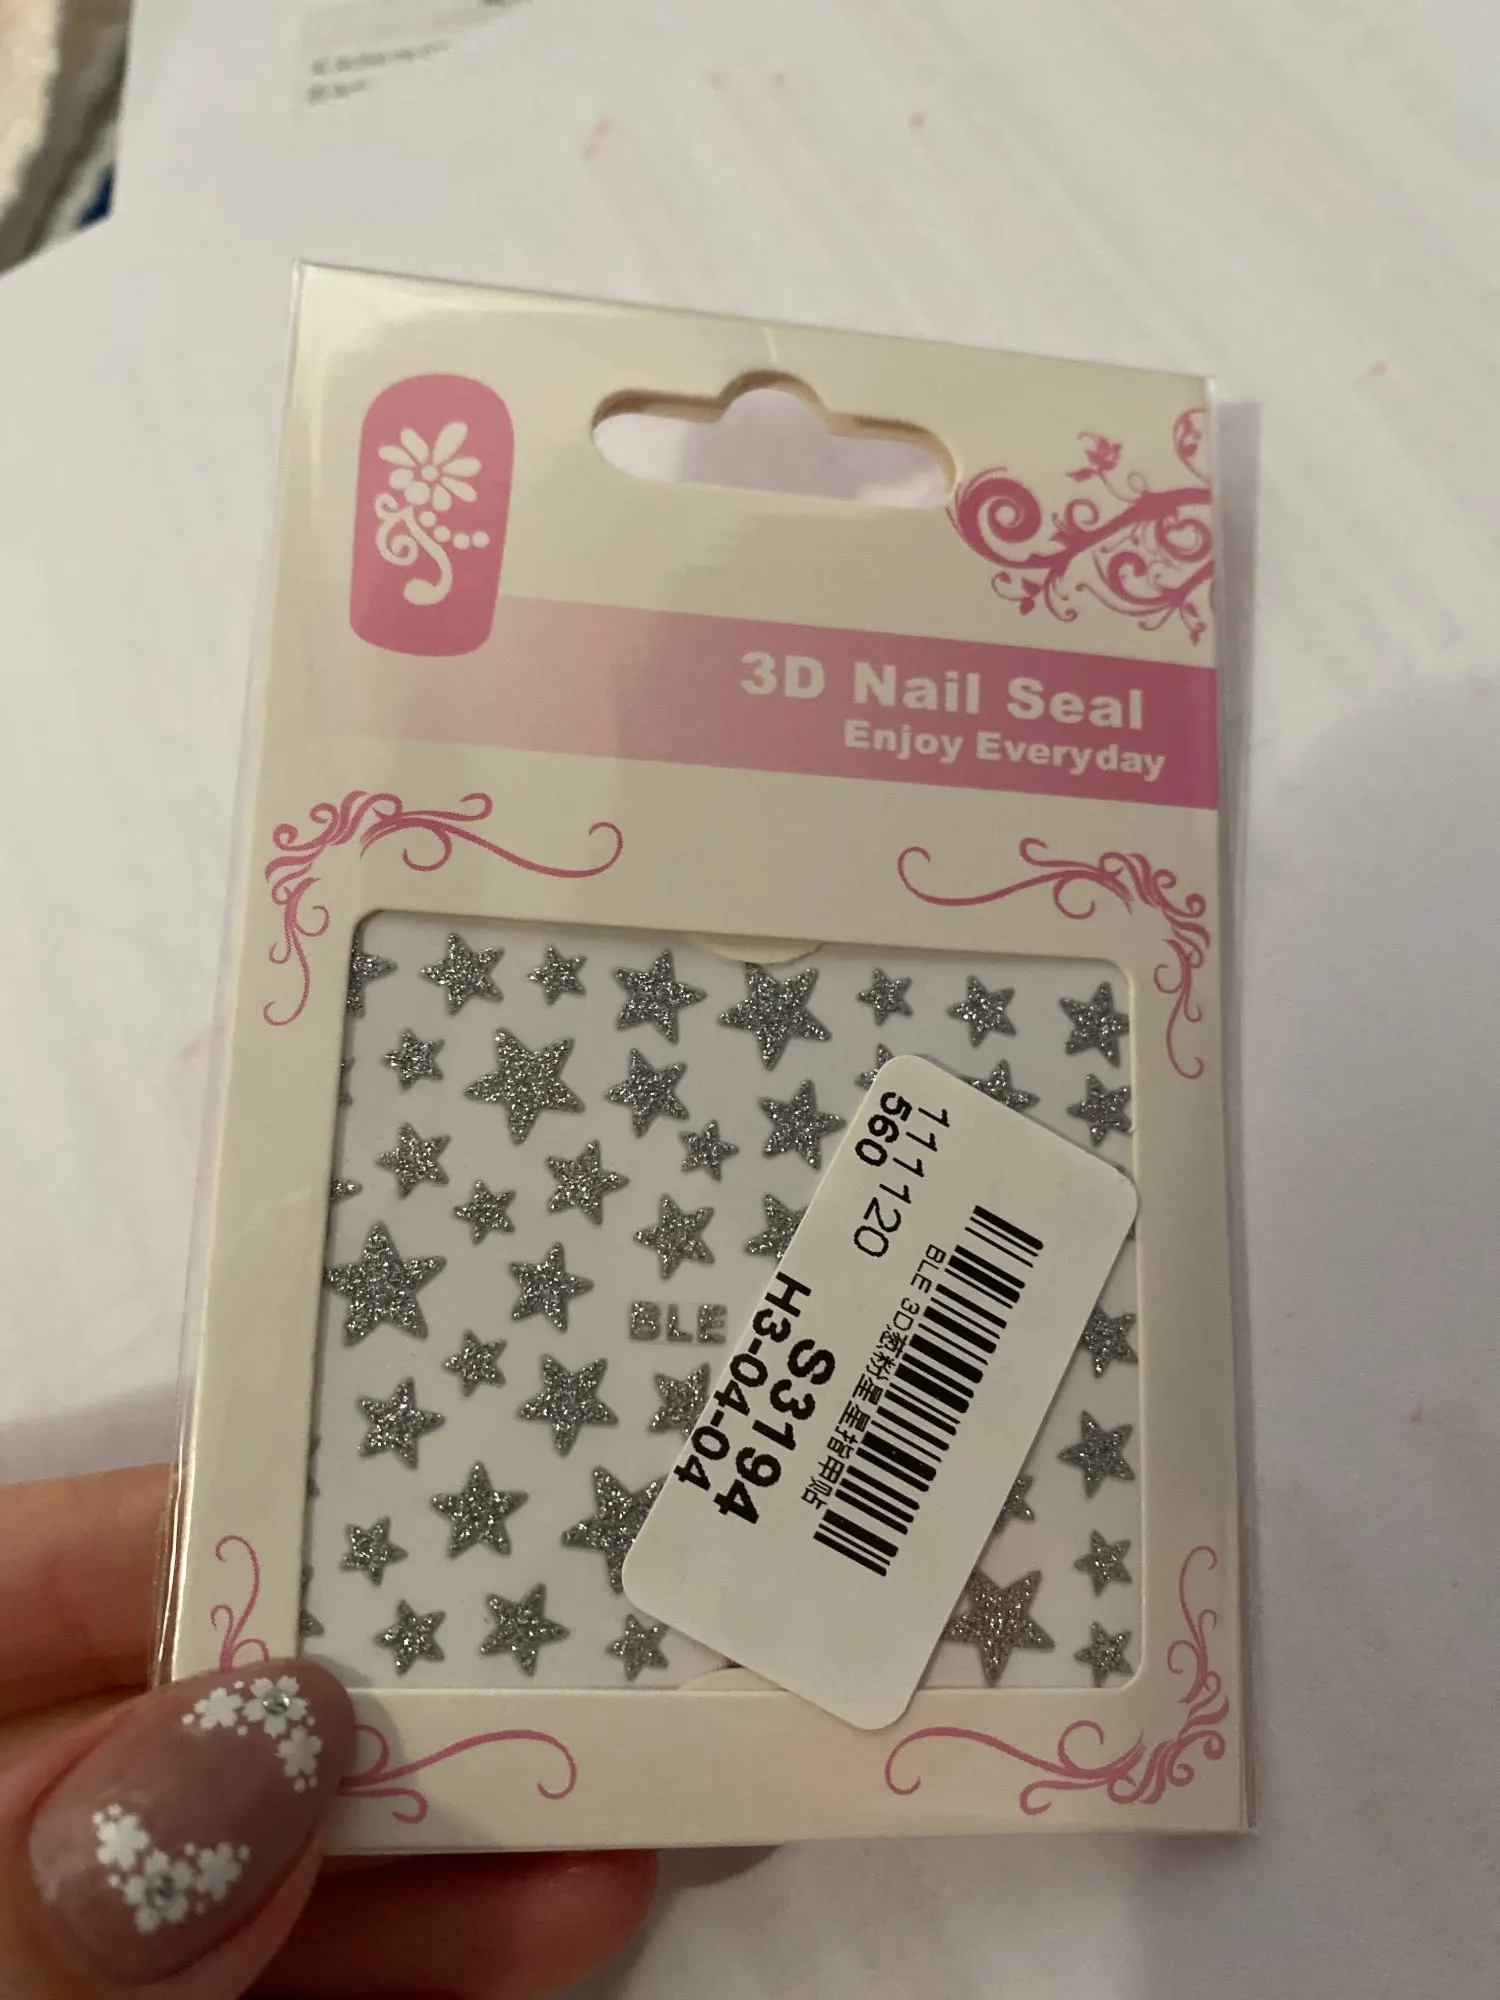 3D Nail Seal
Enjoy Everyday
BLE
111120
560
BLE 3D葱粉星星指甲贴
S3194
H3-04-04